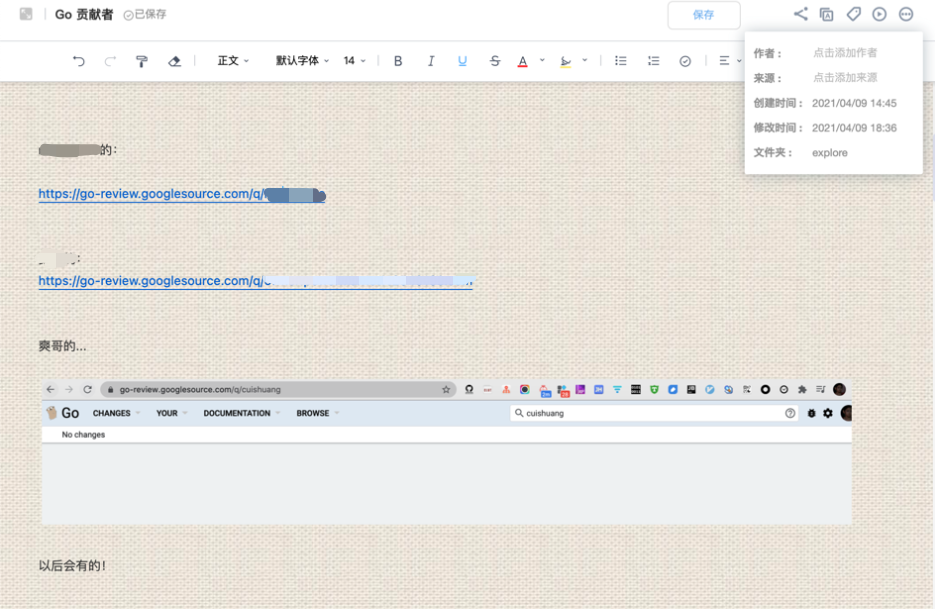 Go 贡献者 已保存
保存
正文 默认字体 14 B I U S A
作者： 点击添加作者
来源： 点击添加来源
创建时间： 2021/04/09 14:45
修改时间： 2021/04/09 18:36
文件夹： explore
的：
https://go-review.googlesource.com/q/
:
https://go-review.googlesource.com/q/
爽哥的...
go-review.googlesource.com/q/cuishuang
Go CHANGES YOUR DOCUMENTATION BROWSE cuishuang
No changes
以后会有的！